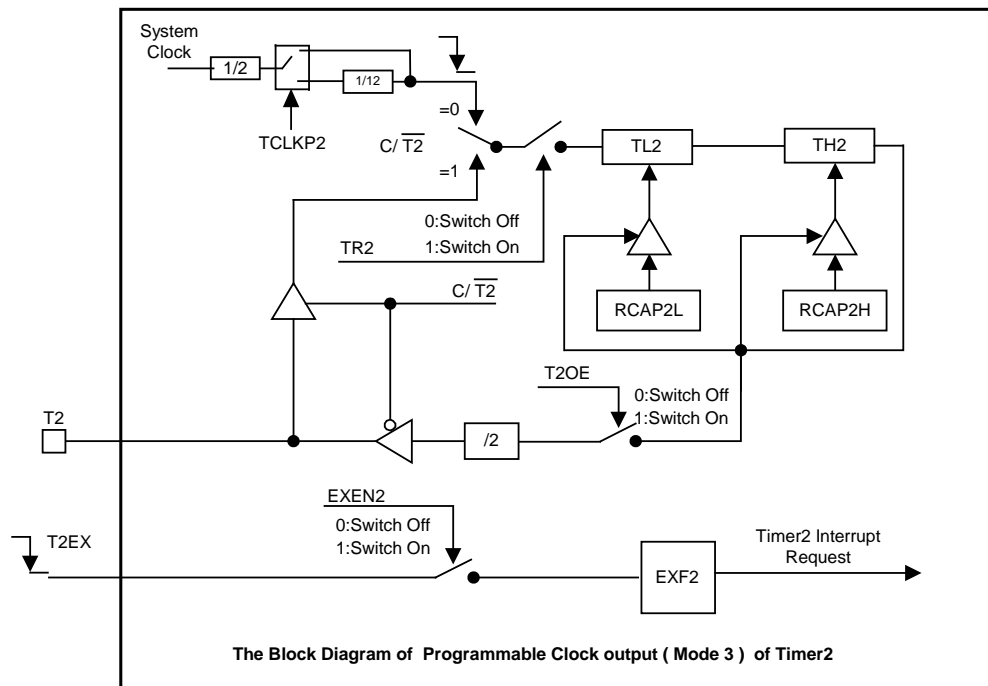 System
Clock
1/2
1/12
TCLKP2
=0
C/ T2
=1
TL2
TH2
0:Switch Off
1:Switch On
TR2
C/ T2
RCAP2L
RCAP2H
T2OE
0:Switch Off
1:Switch On
T2
/2
EXEN2
0:Switch Off
1:Switch On
T2EX
EXF2
Timer2 Interrupt
Request
The Block Diagram of Programmable Clock output ( Mode 3 ) of Timer2